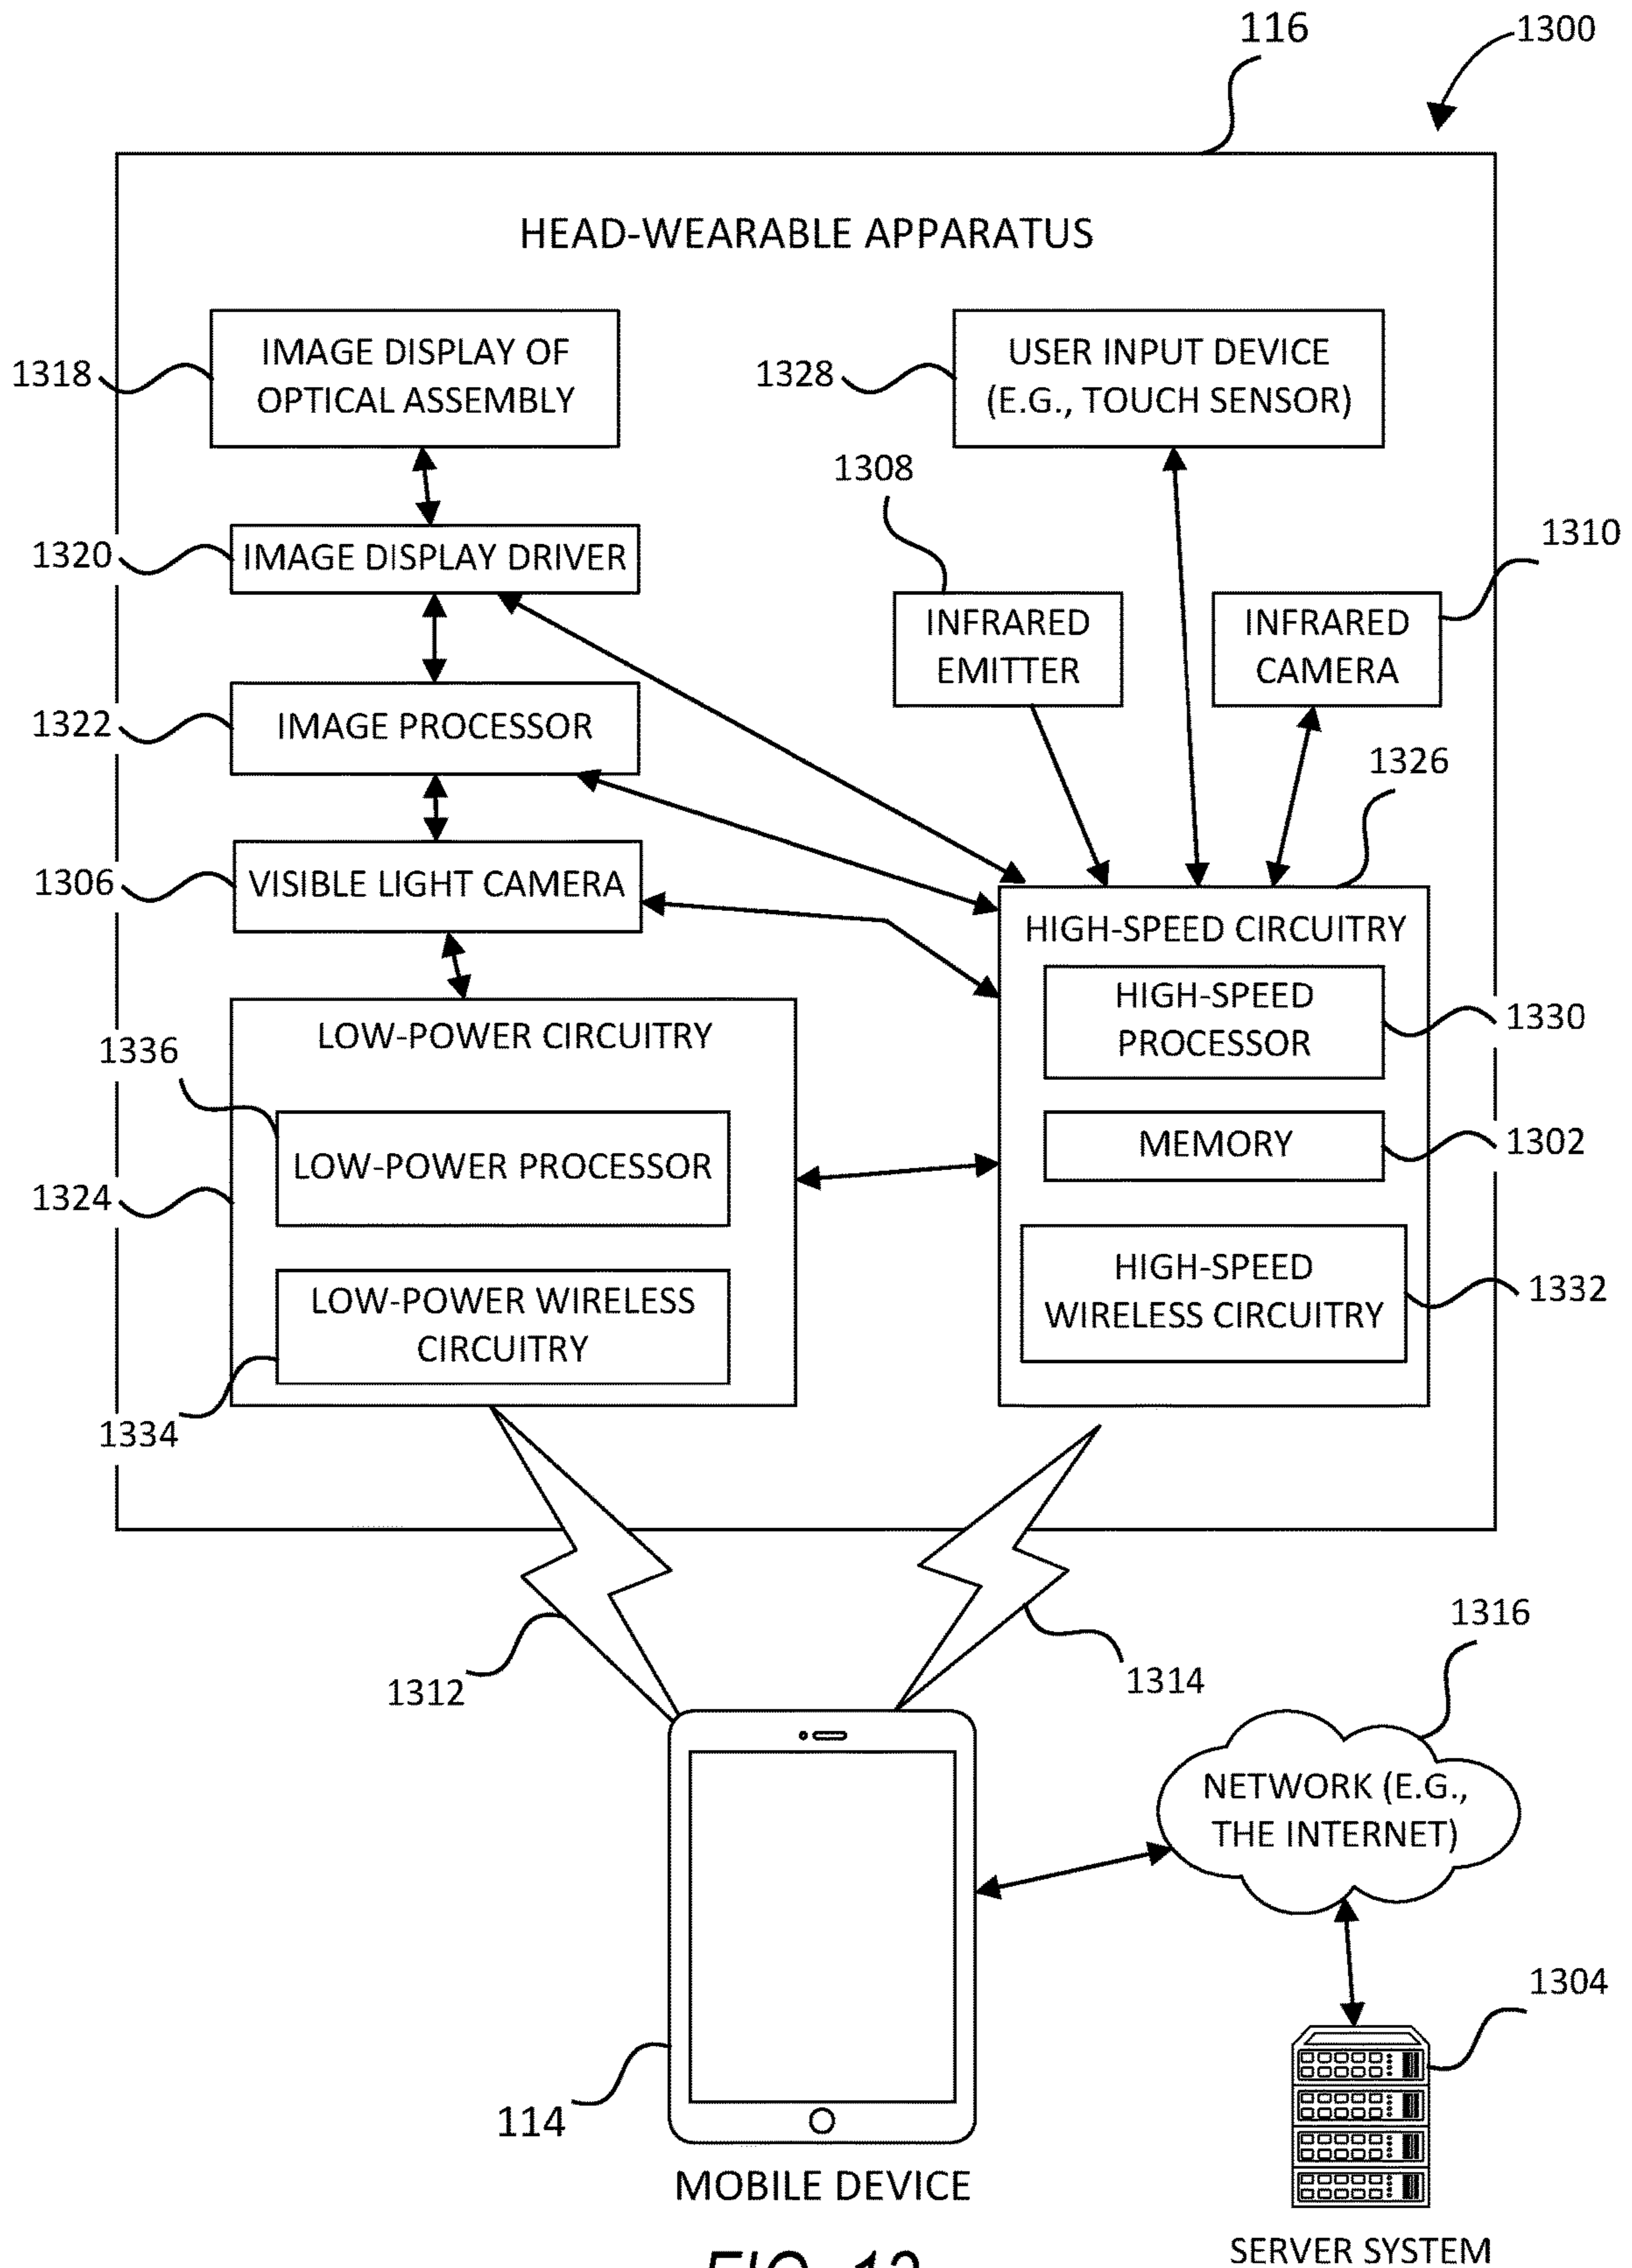 116
1300
HEAD-WEARABLE APPARATUS
1318
IMAGE DISPLAY OF
OPTICAL ASSEMBLY
1328
USER INPUT DEVICE
(E.G., TOUCH SENSOR)
1308
1310
1320
IMAGE DISPLAY DRIVER
INFRARED
EMITTER
INFRARED
CAMERA
1322
IMAGE PROCESSOR
1326
1306
VISIBLE LIGHT CAMERA
HIGH-SPEED CIRCUITRY
HIGH-SPEED
PROCESSOR
1330
LOW-POWER CIRCUITRY
1336
MEMORY
1302
LOW-POWER PROCESSOR
1324
HIGH-SPEED
WIRELESS CIRCUITRY
1332
LOW-POWER WIRELESS
CIRCUITRY
1334
1312
1314
1316
NETWORK (E.G.,
THE INTERNET)
1304
114
MOBILE DEVICE
SERVER SYSTEM
FIG. 13